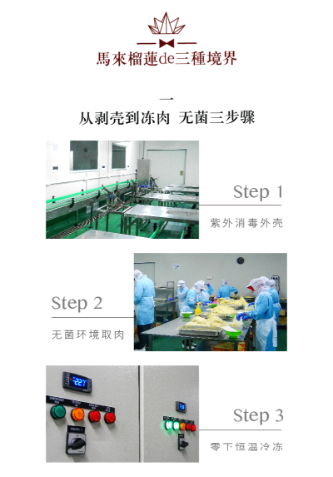 馬來榴蓮de三種境界
一
从剥壳到冻肉 无菌三步骤
Step 1
紫外消毒外壳
Step 2
无菌环境取肉
Step 3
零下恒温冷冻